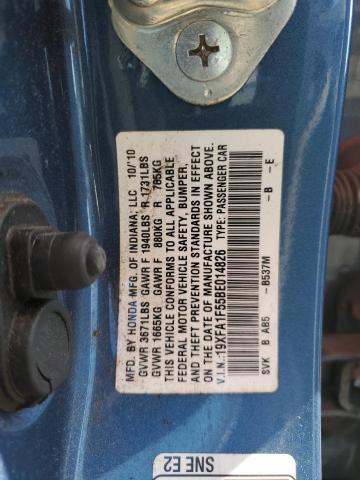 MFD. BY HONDA MFG. OF INDIANA, LLC 10/'10
GVWR 3671LBS GAWR F 1940LBS R 1731LBS
GVWR 1665KG GAWR F 880KG R 785KG
THIS VEHICLE CONFORMS TO ALL APPLICABLE
FEDERAL MOTOR VEHICLE SAFETY, BUMPER,
AND THEFT PREVENTION STANDARDS IN EFFECT
ON THE DATE OF MANUFACTURE SHOWN ABOVE.
V.I.N.: 19XFA1F55BE014826 TYPE: PASSENGER CAR
SVK B A85 -B537M -B -E
SNE E2